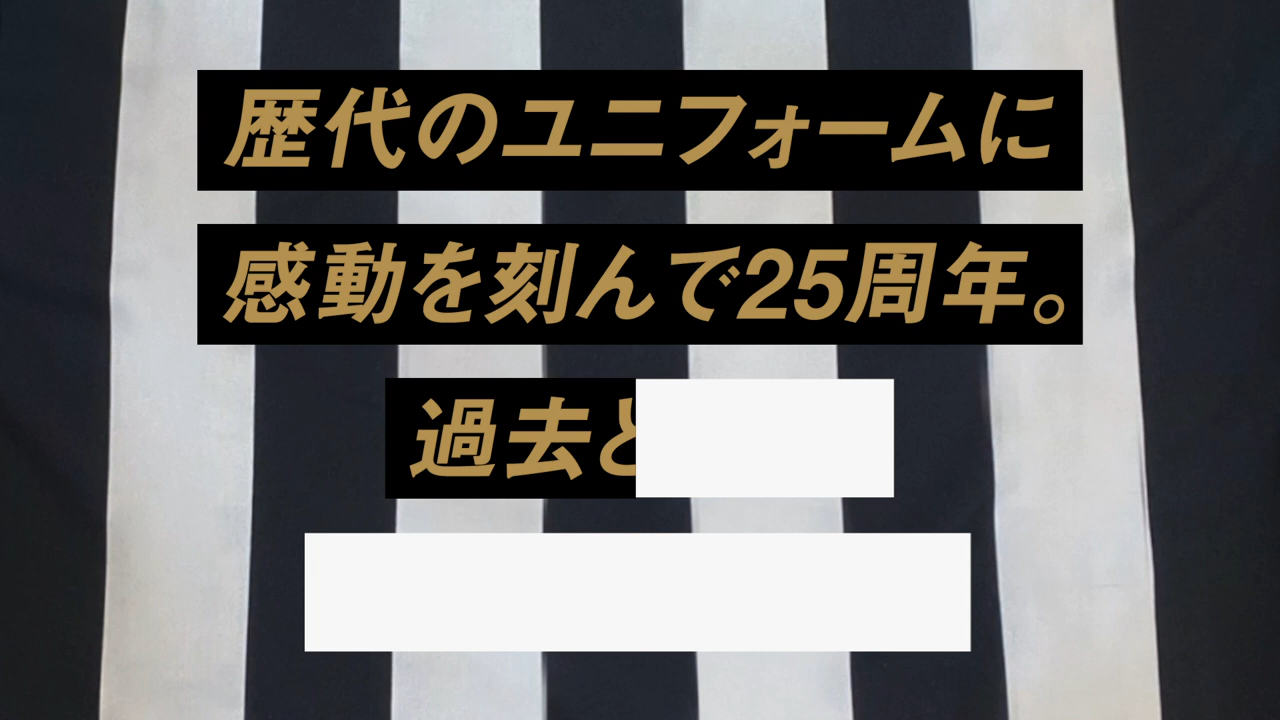 歴代のユニフォームに
感動を刻んで25周年。
過去と